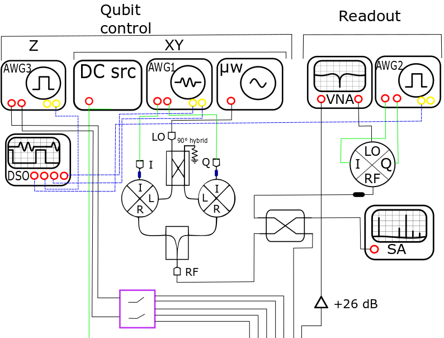 Qubit
control
Readout
Z
XY
AWG3
DC src
AWG1
µw
VNA
AWG2
DSO
LO
90° hybrid
I
Q
I
L
R
I
L
R
LO
I
Q
RF
RF
SA
+26 dB